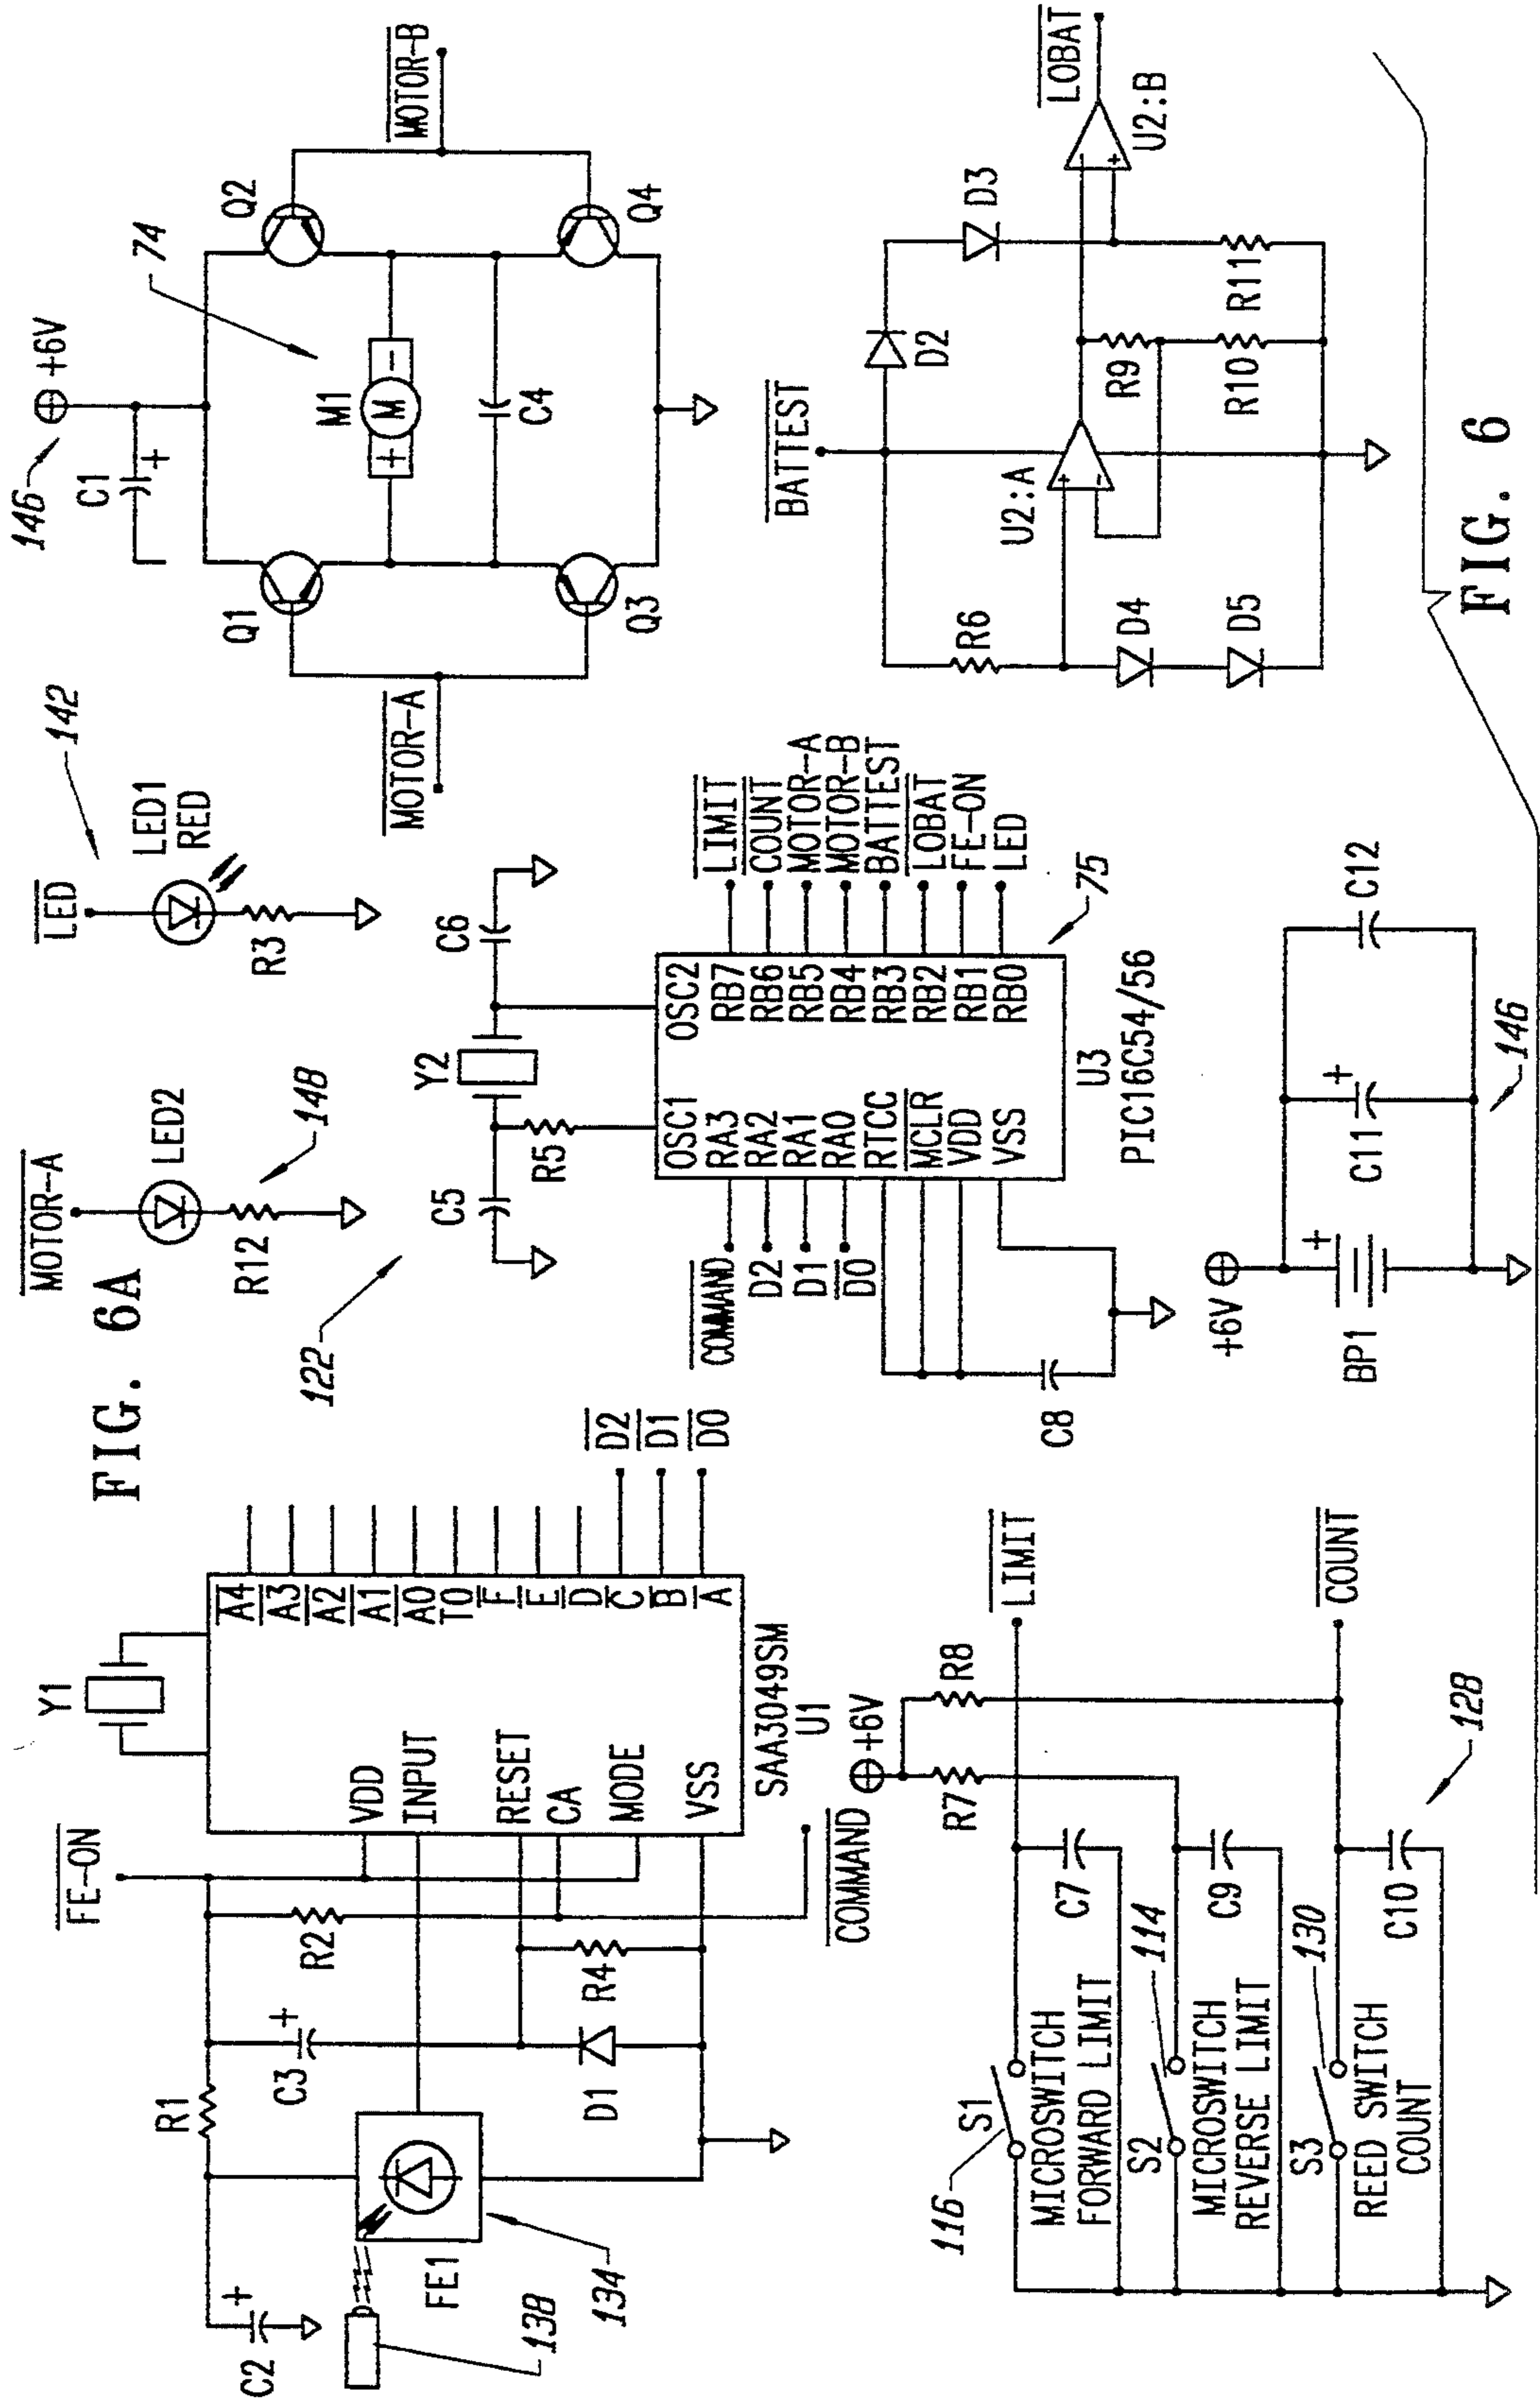 FIG. 6A
MOTOR-A
LED2
R12
148
LED
142
LED1
RED
R3
122
146
+6V
C1
+
Q1
Q2
Q3
Q4
74
M1
+ M -
C4
MOTOR-A
MOTOR-B
FE-ON
Y1
R1
R2
C2
+
C3
+
R4
D1
FE1
138
134
VDD
INPUT
RESET
CA
MODE
VSS
A4
A3
A2
A1
A0
TO
F
E
D
C
B
A
D2
D1
D0
SAA3049SM
U1
COMMAND
Y2
C5
C6
R5
OSC1
OSC2
RA3
RA2
RA1
RA0
RTCC
MCLR
VDD
VSS
RB7
RB6
RB5
RB4
RB3
RB2
RB1
RB0
COMMAND
D2
D1
D0
LIMIT
COUNT
MOTOR-A
MOTOR-B
BATTEST
LOBAT
FE-ON
LED
75
U3
PIC16C54/56
C8
BATTEST
D2
D3
R6
U2:A
+
-
R9
R10
R11
D4
D5
U2:B
-
+
LOBAT
+6V
R7
R8
LIMIT
COUNT
S1
116
MICROSWITCH
FORWARD LIMIT
C7
S2
114
MICROSWITCH
REVERSE LIMIT
C9
S3
130
REED SWITCH
COUNT
C10
128
+6V
BP1
+
C11
+
C12
146
FIG. 6